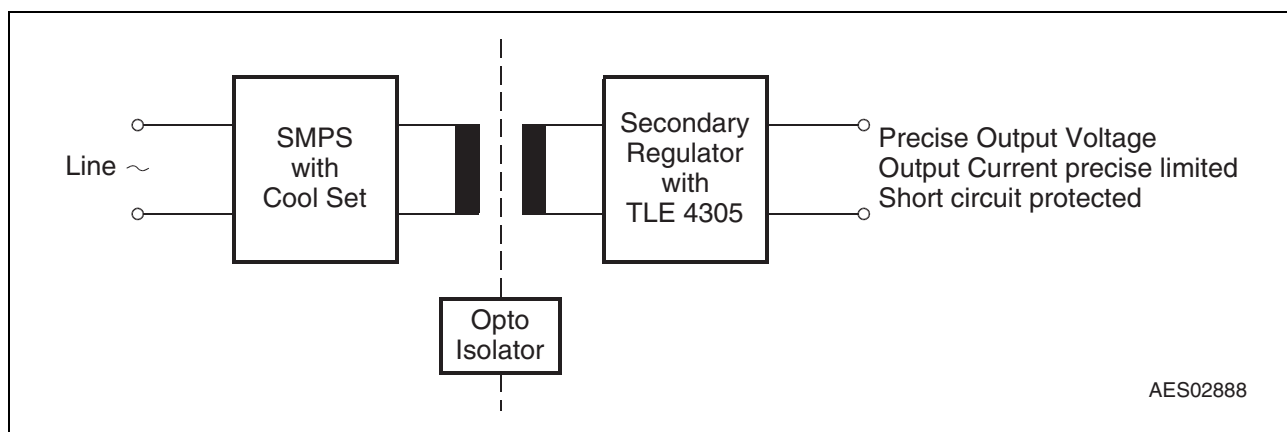 Line ~
SMPS
with
Cool Set
Secondary
Regulator
with
TLE 4305
Precise Output Voltage
Output Current precise limited
Short circuit protected
Opto
Isolator
AES02888